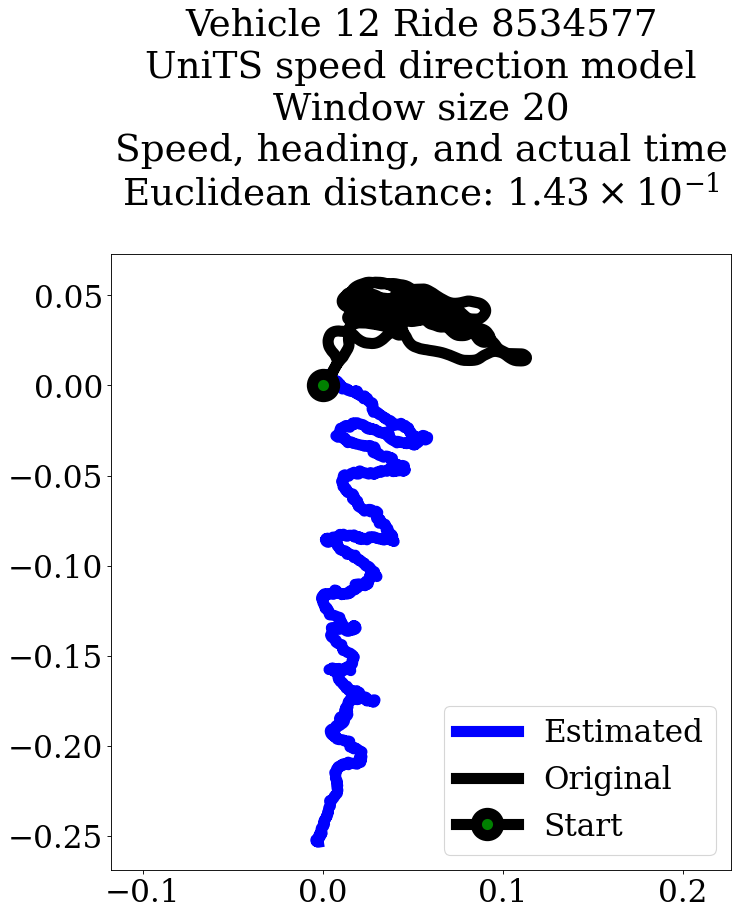 Vehicle 12 Ride 8534577
UniTS speed direction model
Window size 20
Speed, heading, and actual time
Euclidean distance: 1.43 × 10⁻¹
0.05
0.00
−0.05
−0.10
−0.15
−0.20
−0.25
−0.1 0.0 0.1 0.2
Estimated
Original
Start